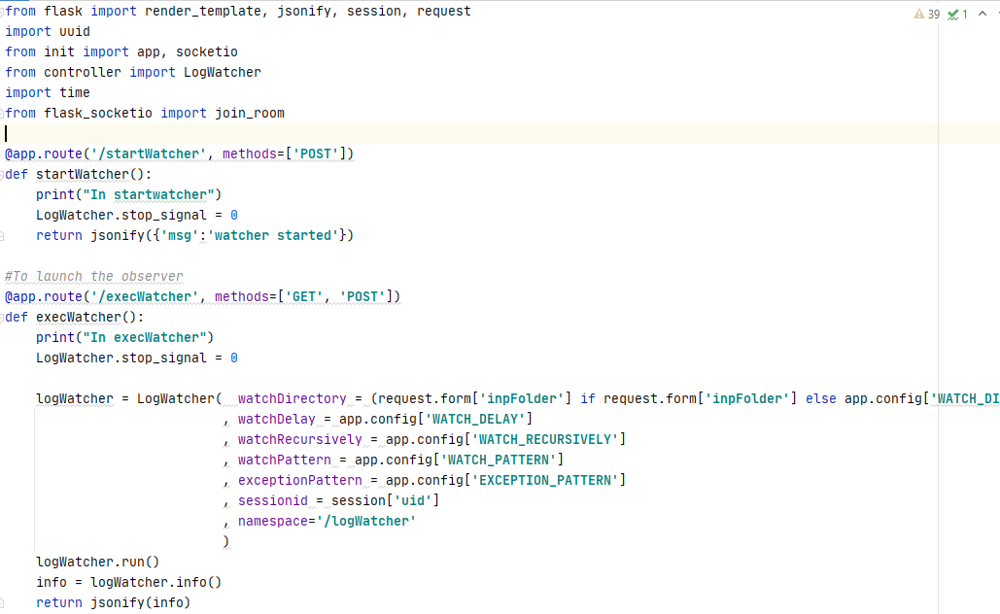 from flask import render_template, jsonify, session, request
39 1
import uuid
from init import app, socketio
from controller import LogWatcher
import time
from flask_socketio import join_room
@app.route('/startWatcher', methods=['POST'])
def startWatcher():
    print("In startwatcher")
    LogWatcher.stop_signal = 0
    return jsonify({'msg':'watcher started'})
#To launch the observer
@app.route('/execWatcher', methods=['GET', 'POST'])
def execWatcher():
    print("In execWatcher")
    LogWatcher.stop_signal = 0
    logWatcher = LogWatcher(  watchDirectory = (request.form['inpFolder'] if request.form['inpFolder'] else app.config['WATCH_DI
                            , watchDelay = app.config['WATCH_DELAY']
                            , watchRecursively = app.config['WATCH_RECURSIVELY']
                            , watchPattern = app.config['WATCH_PATTERN']
                            , exceptionPattern = app.config['EXCEPTION_PATTERN']
                            , sessionid = session['uid']
                            , namespace='/logWatcher'
                            )
    logWatcher.run()
    info = logWatcher.info()
    return jsonify(info)